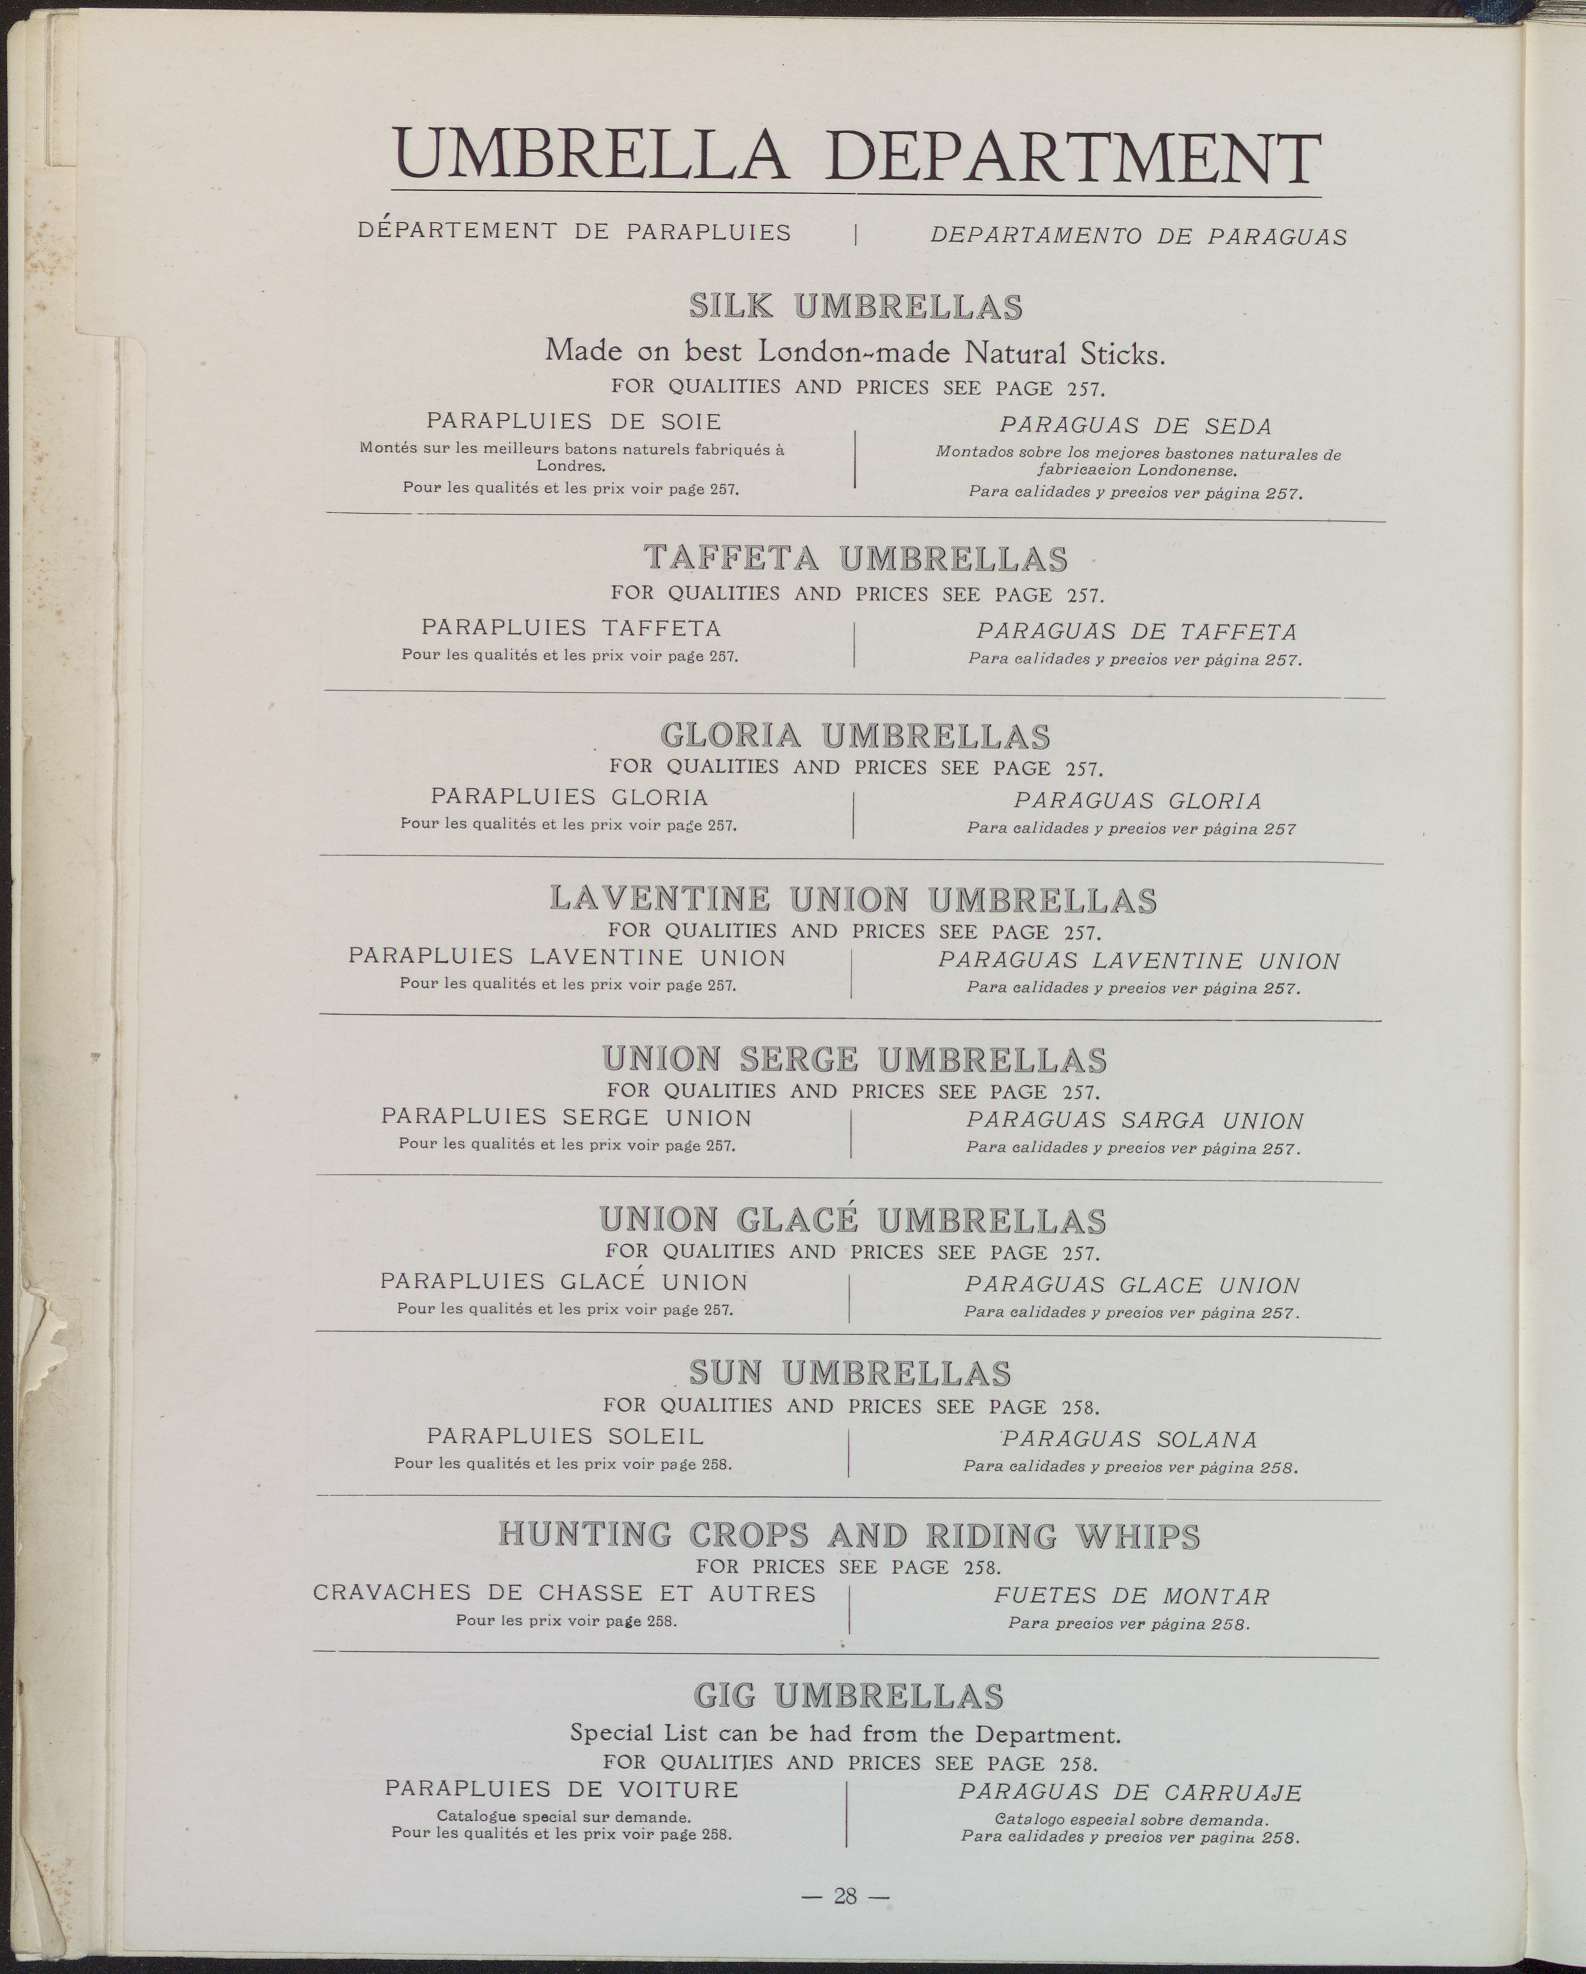 UMBRELLA DEPARTMENT
DÉPARTEMENT DE PARAPLUIES
DEPARTAMENTO DE PARAGUAS
SILK UMBRELLAS
Made on best London-made Natural Sticks.
FOR QUALITIES AND PRICES SEE PAGE 257.
PARAPLUIES DE SOIE
Montés sur les meilleurs batons naturels fabriqués à
Londres.
Pour les qualités et les prix voir page 257.
PARAGUAS DE SEDA
Montados sobre los mejores bastones naturales de
fabricacion Londonense.
Para calidades y precios ver página 257.
TAFFETA UMBRELLAS
FOR QUALITIES AND PRICES SEE PAGE 257.
PARAPLUIES TAFFETA
Pour les qualités et les prix voir page 257.
PARAGUAS DE TAFFETA
Para calidades y precios ver página 257.
GLORIA UMBRELLAS
FOR QUALITIES AND PRICES SEE PAGE 257.
PARAPLUIES GLORIA
Pour les qualités et les prix voir page 257.
PARAGUAS GLORIA
Para calidades y precios ver página 257
LAVENTINE UNION UMBRELLAS
FOR QUALITIES AND PRICES SEE PAGE 257.
PARAPLUIES LAVENTINE UNION
Pour les qualités et les prix voir page 257.
PARAGUAS LAVENTINE UNION
Para calidades y precios ver página 257.
UNION SERGE UMBRELLAS
FOR QUALITIES AND PRICES SEE PAGE 257.
PARAPLUIES SERGE UNION
Pour les qualités et les prix voir page 257.
PARAGUAS SARGA UNION
Para calidades y precios ver página 257.
UNION GLACÉ UMBRELLAS
FOR QUALITIES AND PRICES SEE PAGE 257.
PARAPLUIES GLACÉ UNION
Pour les qualités et les prix voir page 257.
PARAGUAS GLACE UNION
Para calidades y precios ver página 257.
SUN UMBRELLAS
FOR QUALITIES AND PRICES SEE PAGE 258.
PARAPLUIES SOLEIL
Pour les qualités et les prix voir page 258.
PARAGUAS SOLANA
Para calidades y precios ver página 258.
HUNTING CROPS AND RIDING WHIPS
FOR PRICES SEE PAGE 258.
CRAVACHES DE CHASSE ET AUTRES
Pour les prix voir page 258.
FUETES DE MONTAR
Para precios ver página 258.
GIG UMBRELLAS
Special List can be had from the Department.
FOR QUALITIES AND PRICES SEE PAGE 258.
PARAPLUIES DE VOITURE
Catalogue special sur demande.
Pour les qualités et les prix voir page 258.
PARAGUAS DE CARRUAJE
Catalogo especial sobre demanda.
Para calidades y precios ver pagina 258.
— 28 —